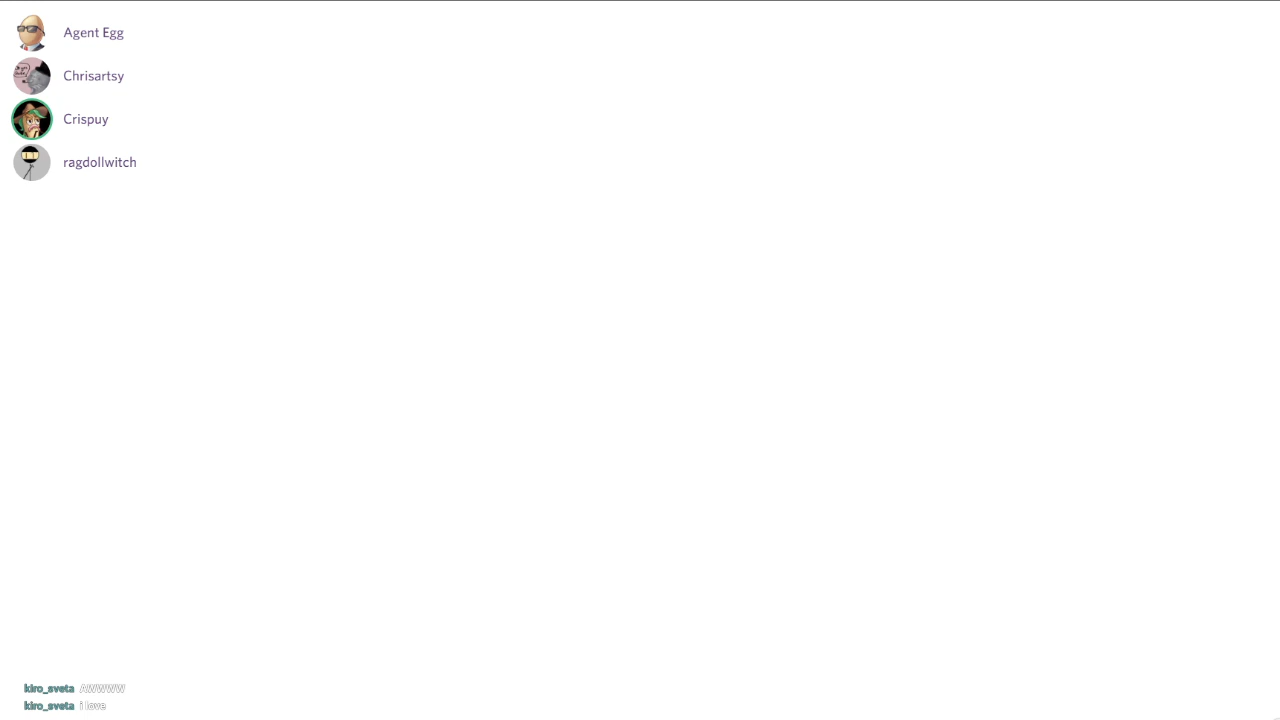 Agent Egg
Chrisartsy
Crispuy
ragdollwitch
kiro_sveta AWWWW
kiro_sveta i love